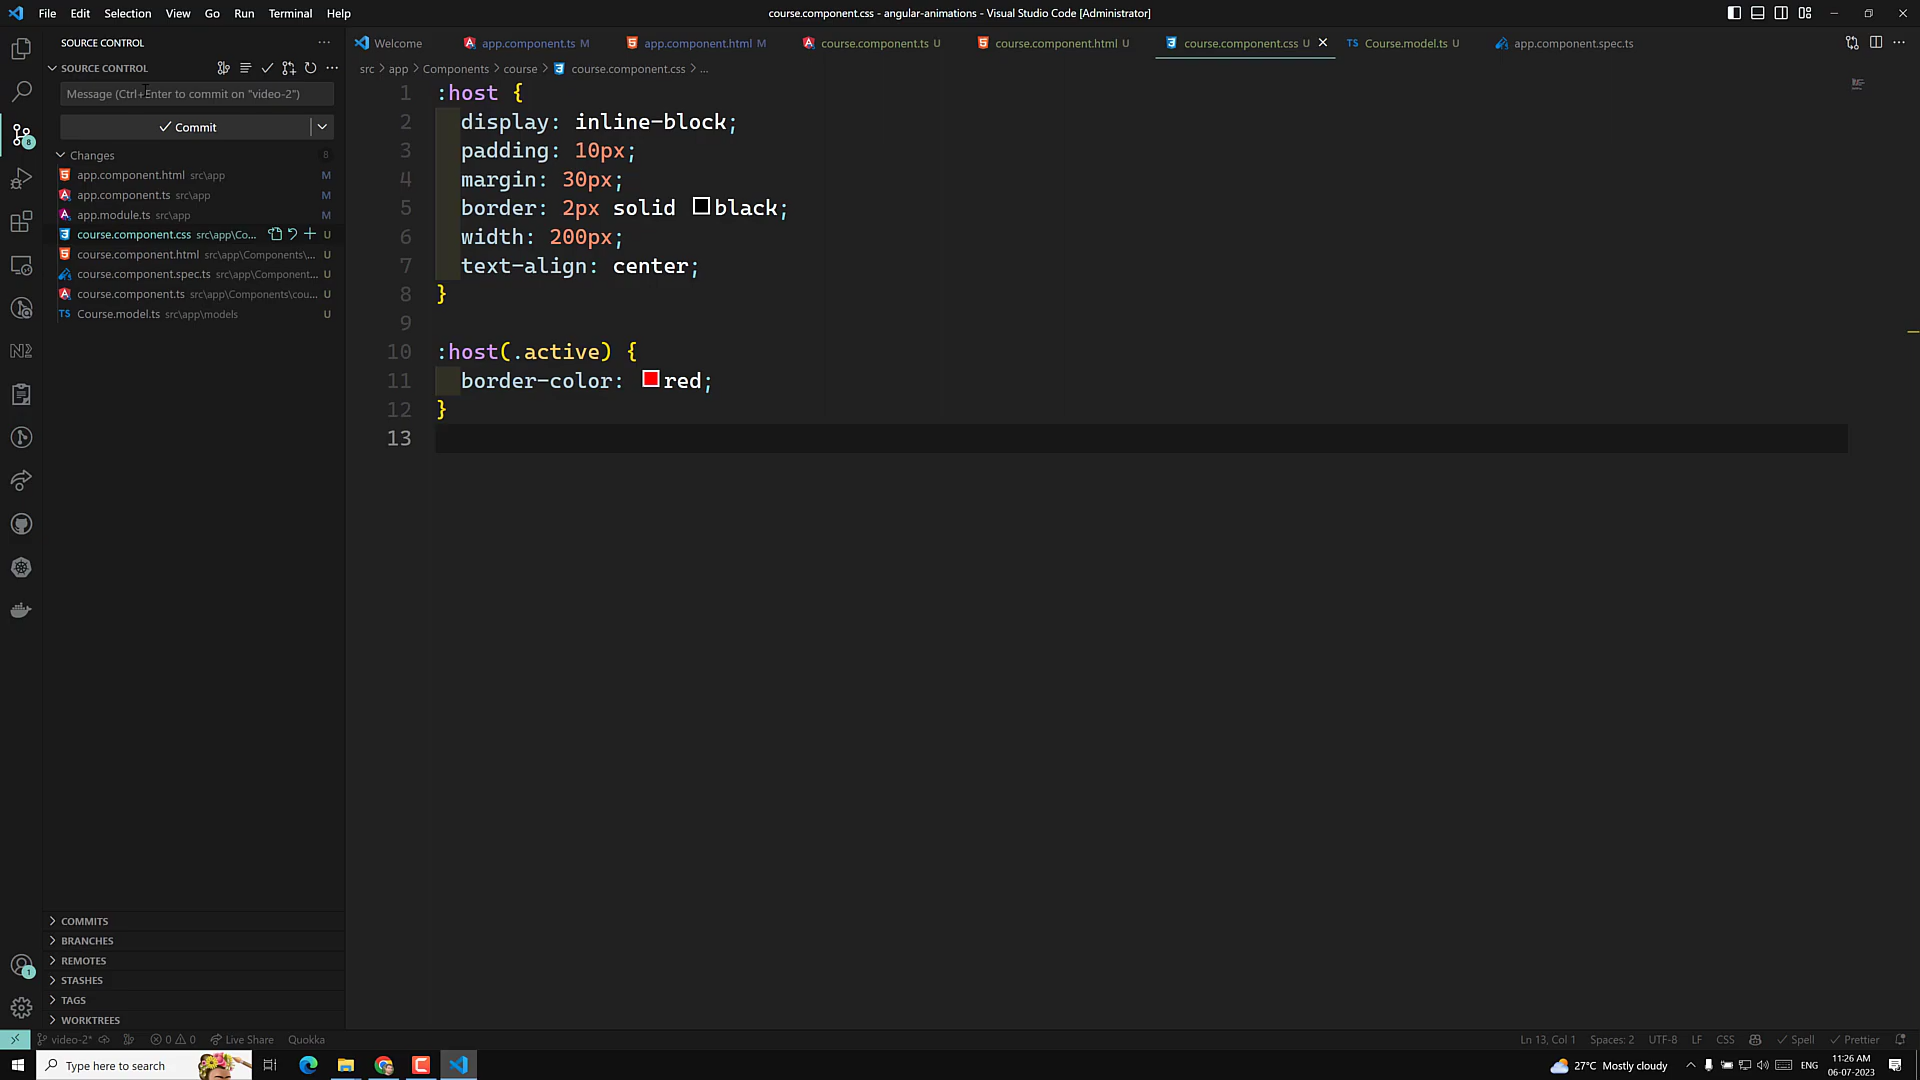 File Edit Selection View Go Run Terminal Help
course.component.css - angular-animations - Visual Studio Code [Administrator]
SOURCE CONTROL
Welcome
app.component.ts M
app.component.html M
course.component.ts U
course.component.html U
course.component.css U
TS Course.model.ts U
app.component.spec.ts
SOURCE CONTROL
src > app > Components > course > course.component.css > ...
Message (Ctrl+Enter to commit on "video-2")
Commit
Changes 8
app.component.html src\app M
app.component.ts src\app M
app.module.ts src\app M
course.component.css src\app\Co... U
course.component.html src\app\Components\... U
course.component.spec.ts src\app\Component... U
course.component.ts src\app\Components\cou... U
TS Course.model.ts src\app\models U
1 :host {
2 display: inline-block;
3 padding: 10px;
4 margin: 30px;
5 border: 2px solid black;
6 width: 200px;
7 text-align: center;
8 }
9
10 :host(.active) {
11 border-color: red;
12 }
13
8
N2
1
COMMITS
BRANCHES
REMOTES
STASHES
TAGS
WORKTREES
video-2* 0 0 Live Share Quokka
Ln 13, Col 1 Spaces: 2 UTF-8 LF CSS Spell Prettier
Type here to search
27°C Mostly cloudy
ENG
11:26 AM
06-07-2023